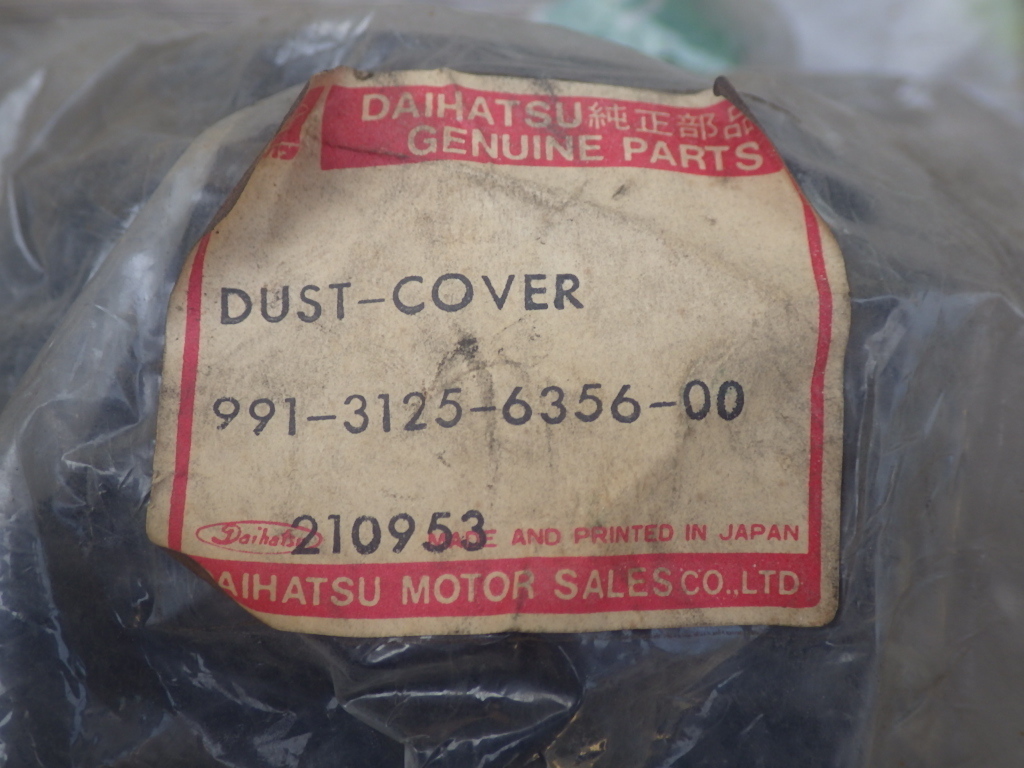 DAIHATSU純正部品
GENUINE PARTS
DUST-COVER
991-3125-6356-00
Daihatsu 210953 MADE AND PRINTED IN JAPAN
AIHATSU MOTOR SALES CO.,LTD